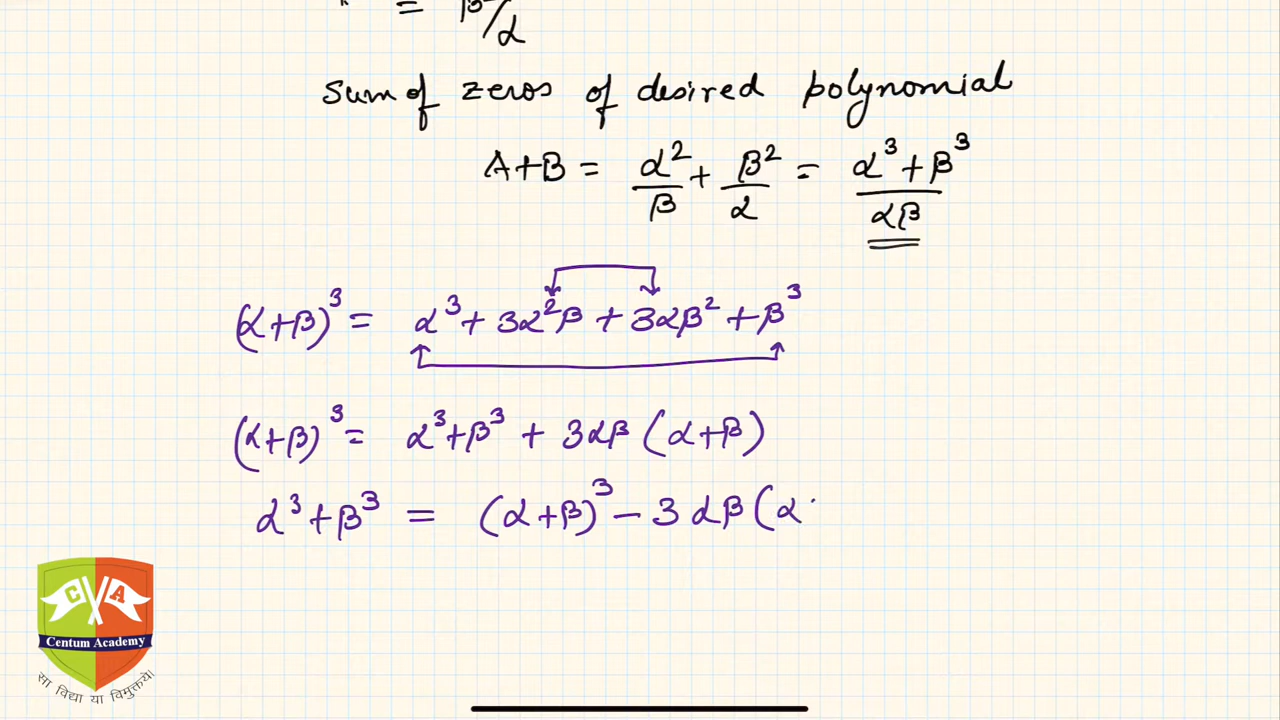 = β²/α
Sum of zeros of desired polynomial
A+B = α²/β + β²/α = α³+β³/αβ
(α+β)³ = α³+ 3α²β + 3αβ² + β³
(α+β)³ = α³+β³ + 3αβ (α+β)
α³+β³ = (α+β)³ – 3αβ (α
C A
Centum Academy
सा विद्या या विमुक्तये।